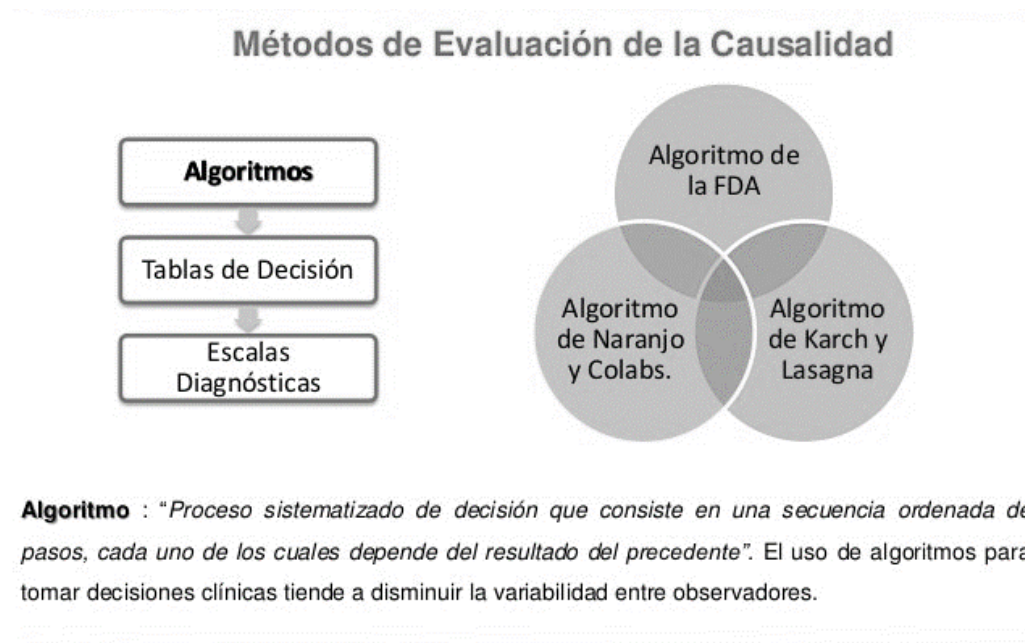 Métodos de Evaluación de la Causalidad
Algoritmos
Tablas de Decisión
Escalas
Diagnósticas
Algoritmo de
la FDA
Algoritmo
de Naranjo
y Colabs.
Algoritmo
de Karch y
Lasagna
Algoritmo : “Proceso sistematizado de decisión que consiste en una secuencia ordenada de
pasos, cada uno de los cuales depende del resultado del precedente”. El uso de algoritmos para
tomar decisiones clínicas tiende a disminuir la variabilidad entre observadores.